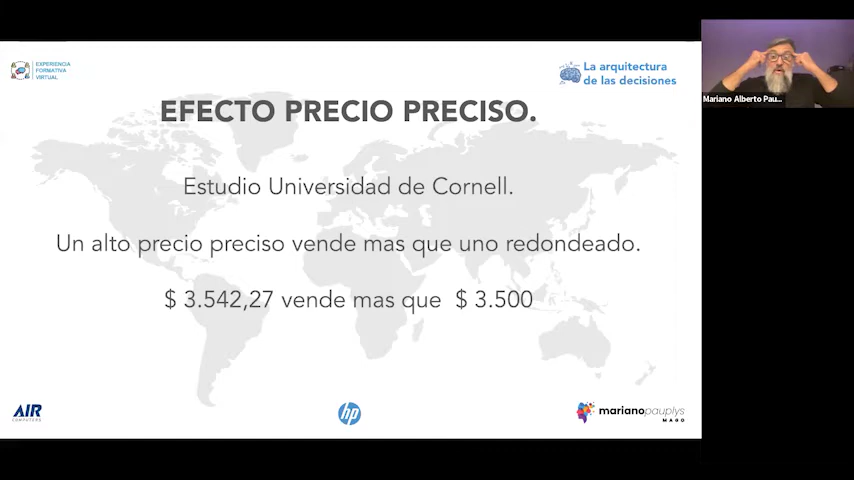 EXPERIENCIA
FORMATIVA
VIRTUAL
La arquitectura
de las decisiones
EFECTO PRECIO PRECISO.
Estudio Universidad de Cornell.
Un alto precio preciso vende mas que uno redondeado.
$ 3.542,27 vende mas que $ 3.500
AIR
COMPUTERS
hp
marianopauplys
MAGO
Mariano Alberto Pau...